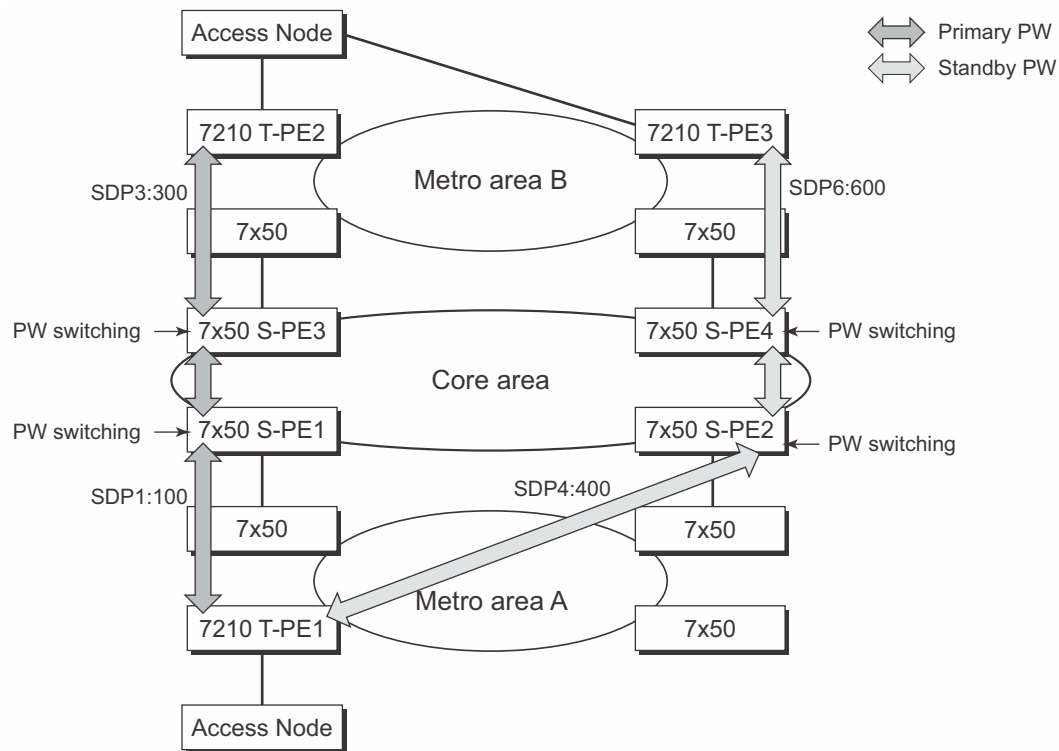 Access Node
Primary PW
Standby PW
7210 T-PE2
7210 T-PE3
Metro area B
SDP3:300
SDP6:600
7x50
7x50
PW switching
7x50 S-PE3
7x50 S-PE4
PW switching
Core area
PW switching
7x50 S-PE1
7x50 S-PE2
PW switching
SDP1:100
SDP4:400
7x50
7x50
Metro area A
7210 T-PE1
7x50
Access Node